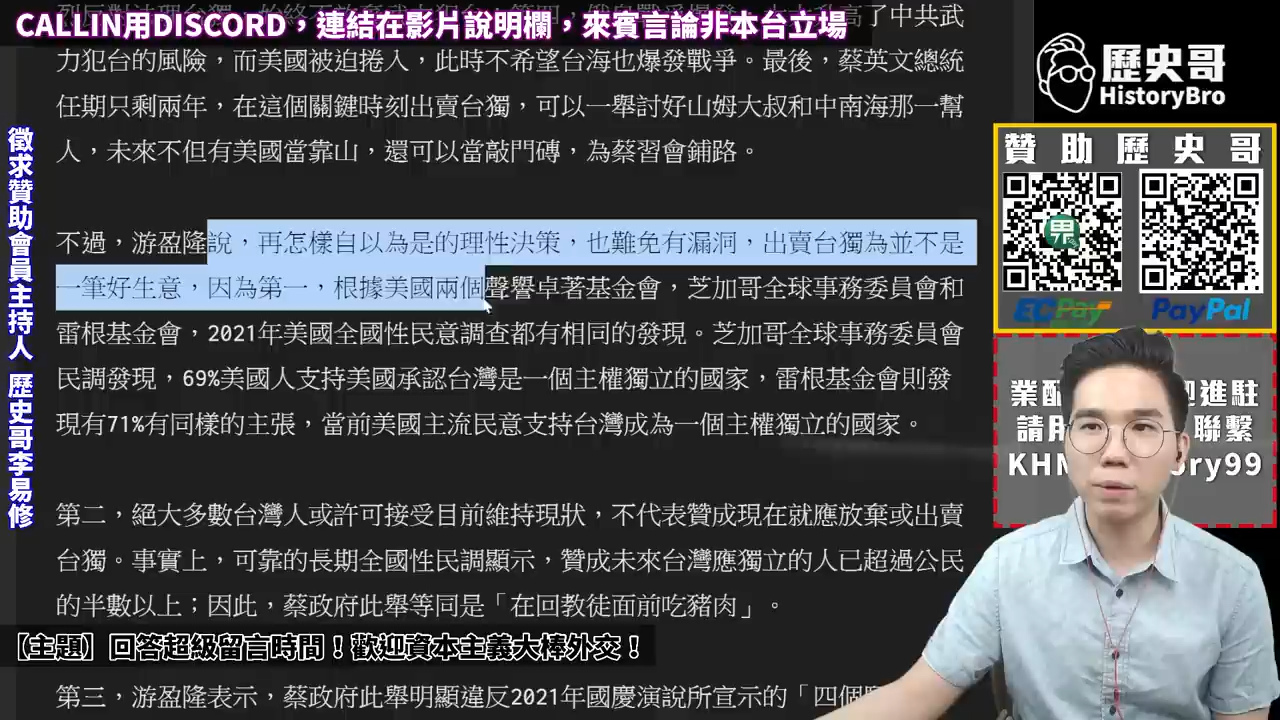 CALLIN用DISCORD，連結在影片說明欄，來賓言論非本台立場
了中共武
力犯台的風險，而美國被迫捲入，此時不希望台海也爆發戰爭。最後，蔡英文總統
任期只剩兩年，在這個關鍵時刻出賣台獨，可以一舉討好山姆大叔和中南海那一幫
人，未來不但有美國當靠山，還可以當敲門磚，為蔡習會鋪路。
不過，游盈隆說，再怎樣自以為是的理性決策，也難免有漏洞，出賣台獨為並不是
一筆好生意，因為第一，根據美國兩個聲譽卓著基金會，芝加哥全球事務委員會和
雷根基金會，2021年美國全國性民意調查都有相同的發現。芝加哥全球事務委員會
民調發現，69%美國人支持美國承認台灣是一個主權獨立的國家，雷根基金會則發
現有71%有同樣的主張，當前美國主流民意支持台灣成為一個主權獨立的國家。
第二，絕大多數台灣人或許可接受目前維持現狀，不代表贊成現在就應放棄或出賣
台獨。事實上，可靠的長期全國性民調顯示，贊成未來台灣應獨立的人已超過公民
的半數以上；因此，蔡政府此舉等同是「在回教徒面前吃豬肉」。
第三，游盈隆表示，蔡政府此舉明顯違反2021年國慶演說所宣示的「四個
【主題】回答超級留言時間！歡迎資本主義大棒外交！
徵求贊助會員主持人 歷史哥李易修
歷史哥
HistoryBro
贊助歷史哥
ECPay
PayPal
業配
進駐
請
聯繫
KH
ory99